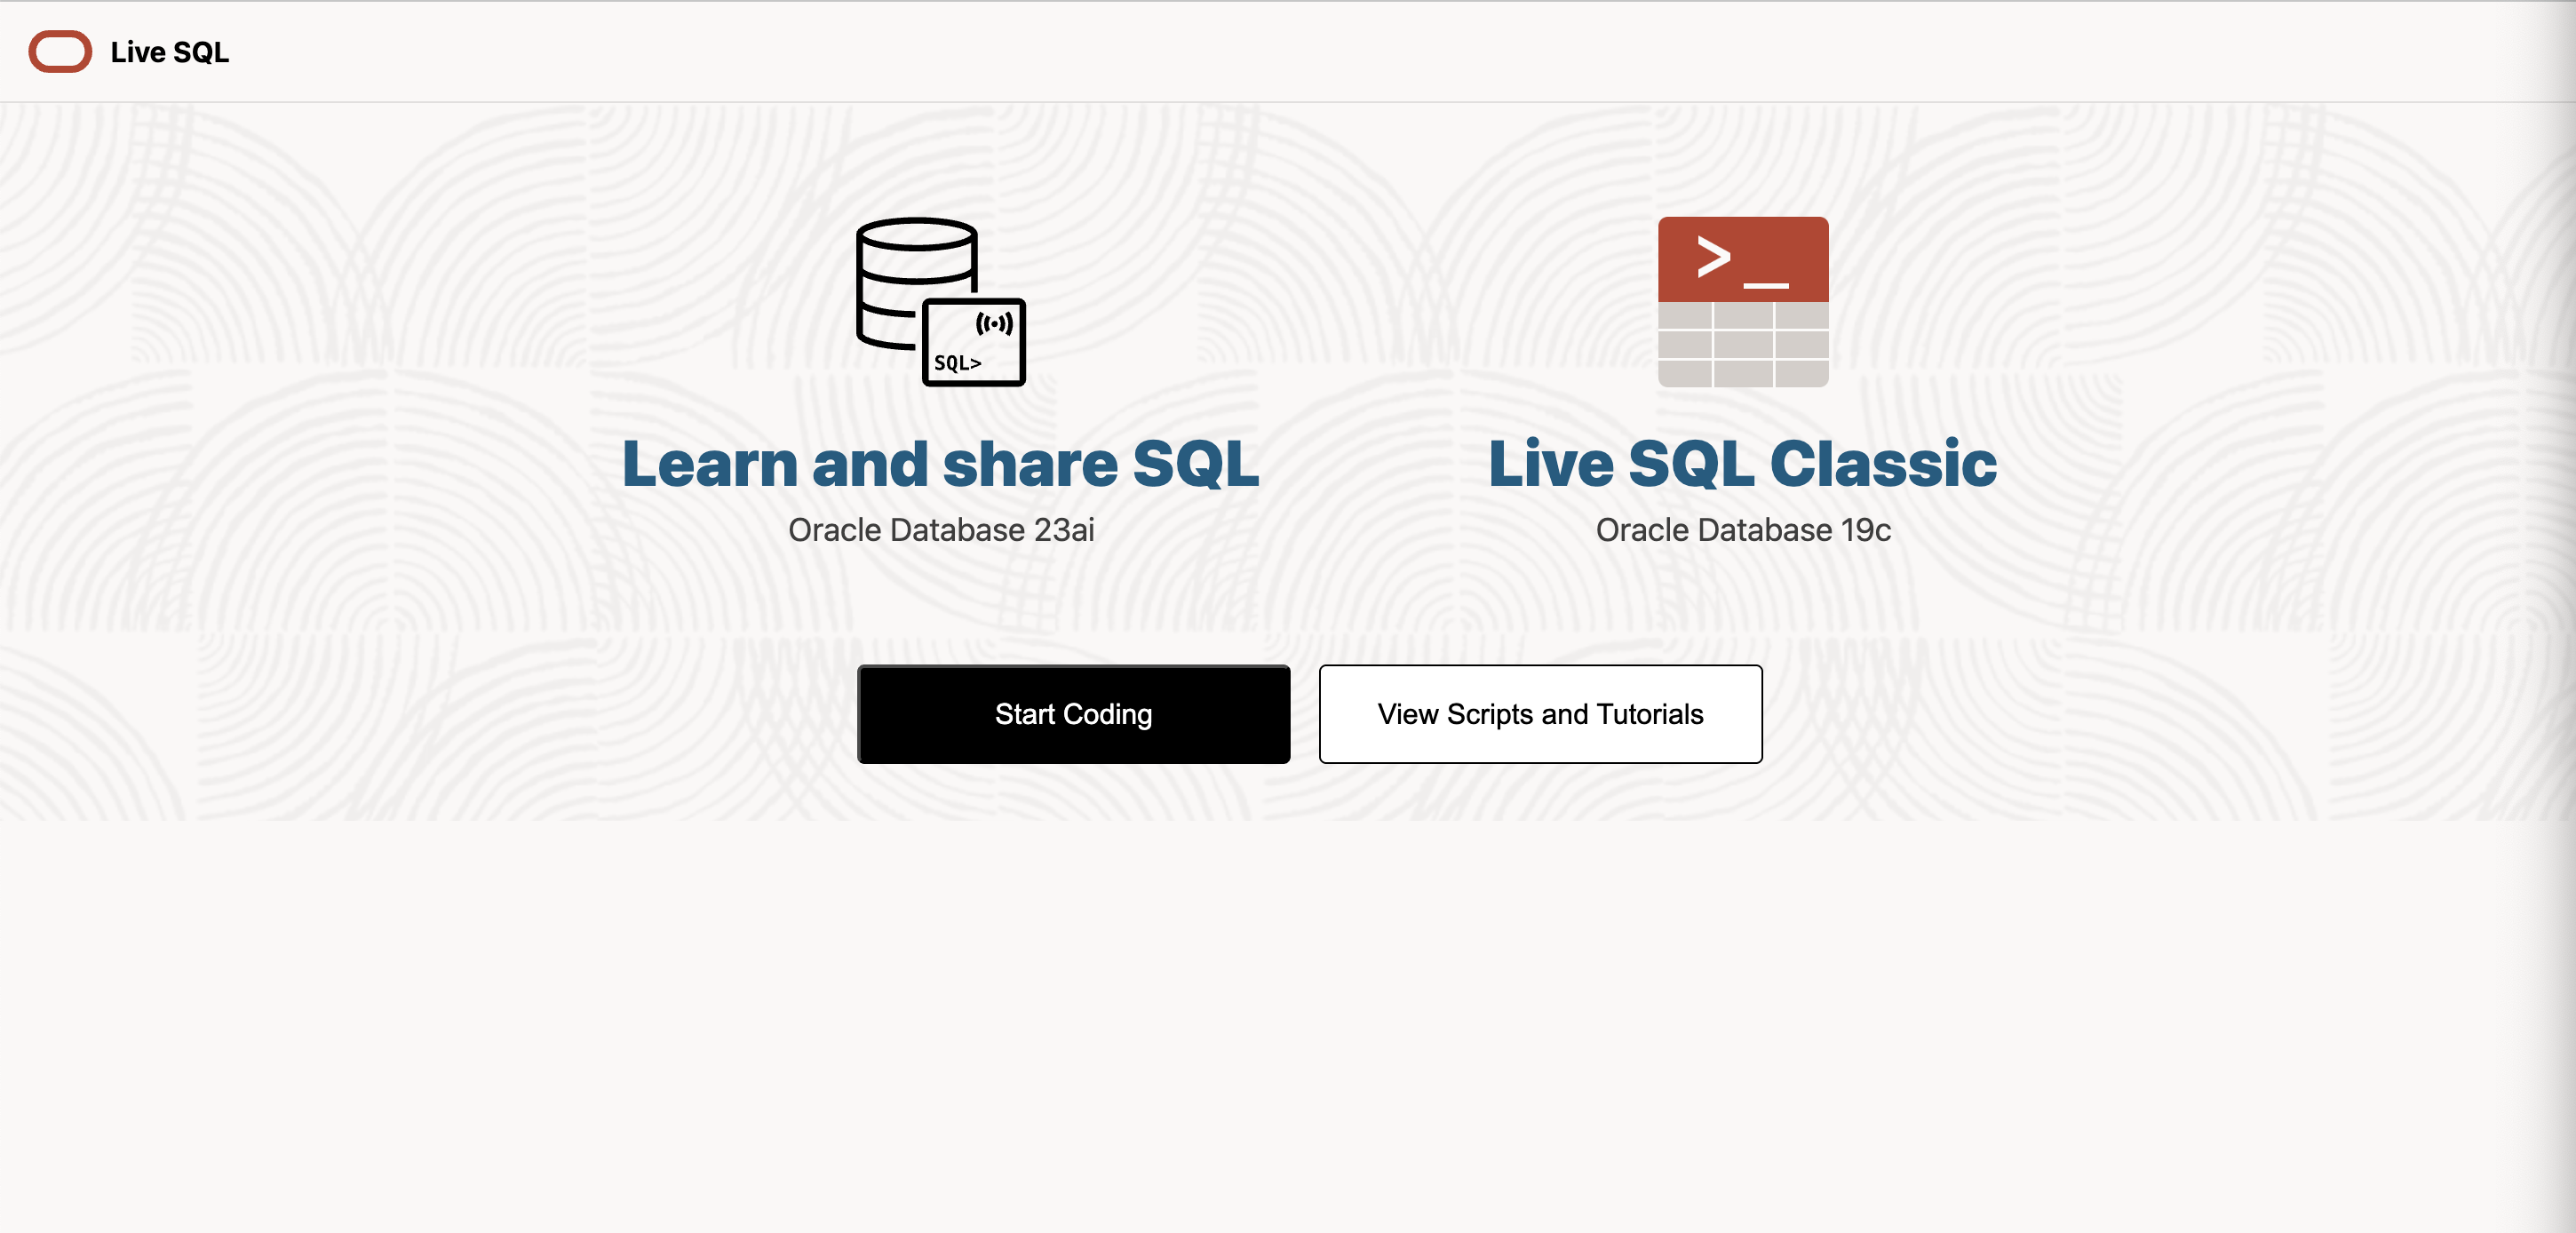 Live SQL
SQL>
>_
Learn and share SQL
Oracle Database 23ai
Live SQL Classic
Oracle Database 19c
Start Coding
View Scripts and Tutorials